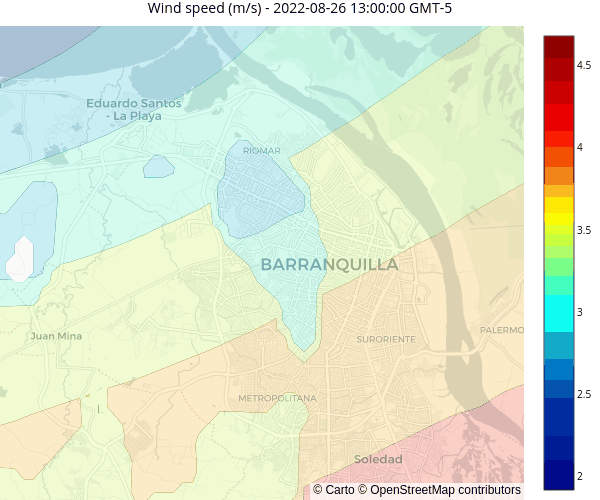 Wind speed (m/s) - 2022-08-26 13:00:00 GMT-5
Eduardo Santos
- La Playa
RIOMAR
BARRANQUILLA
Juan Mina
SURORIENTE
PALERMO
METROPOLITANA
Soledad
© Carto © OpenStreetMap contributors
4.5
4
3.5
3
2.5
2